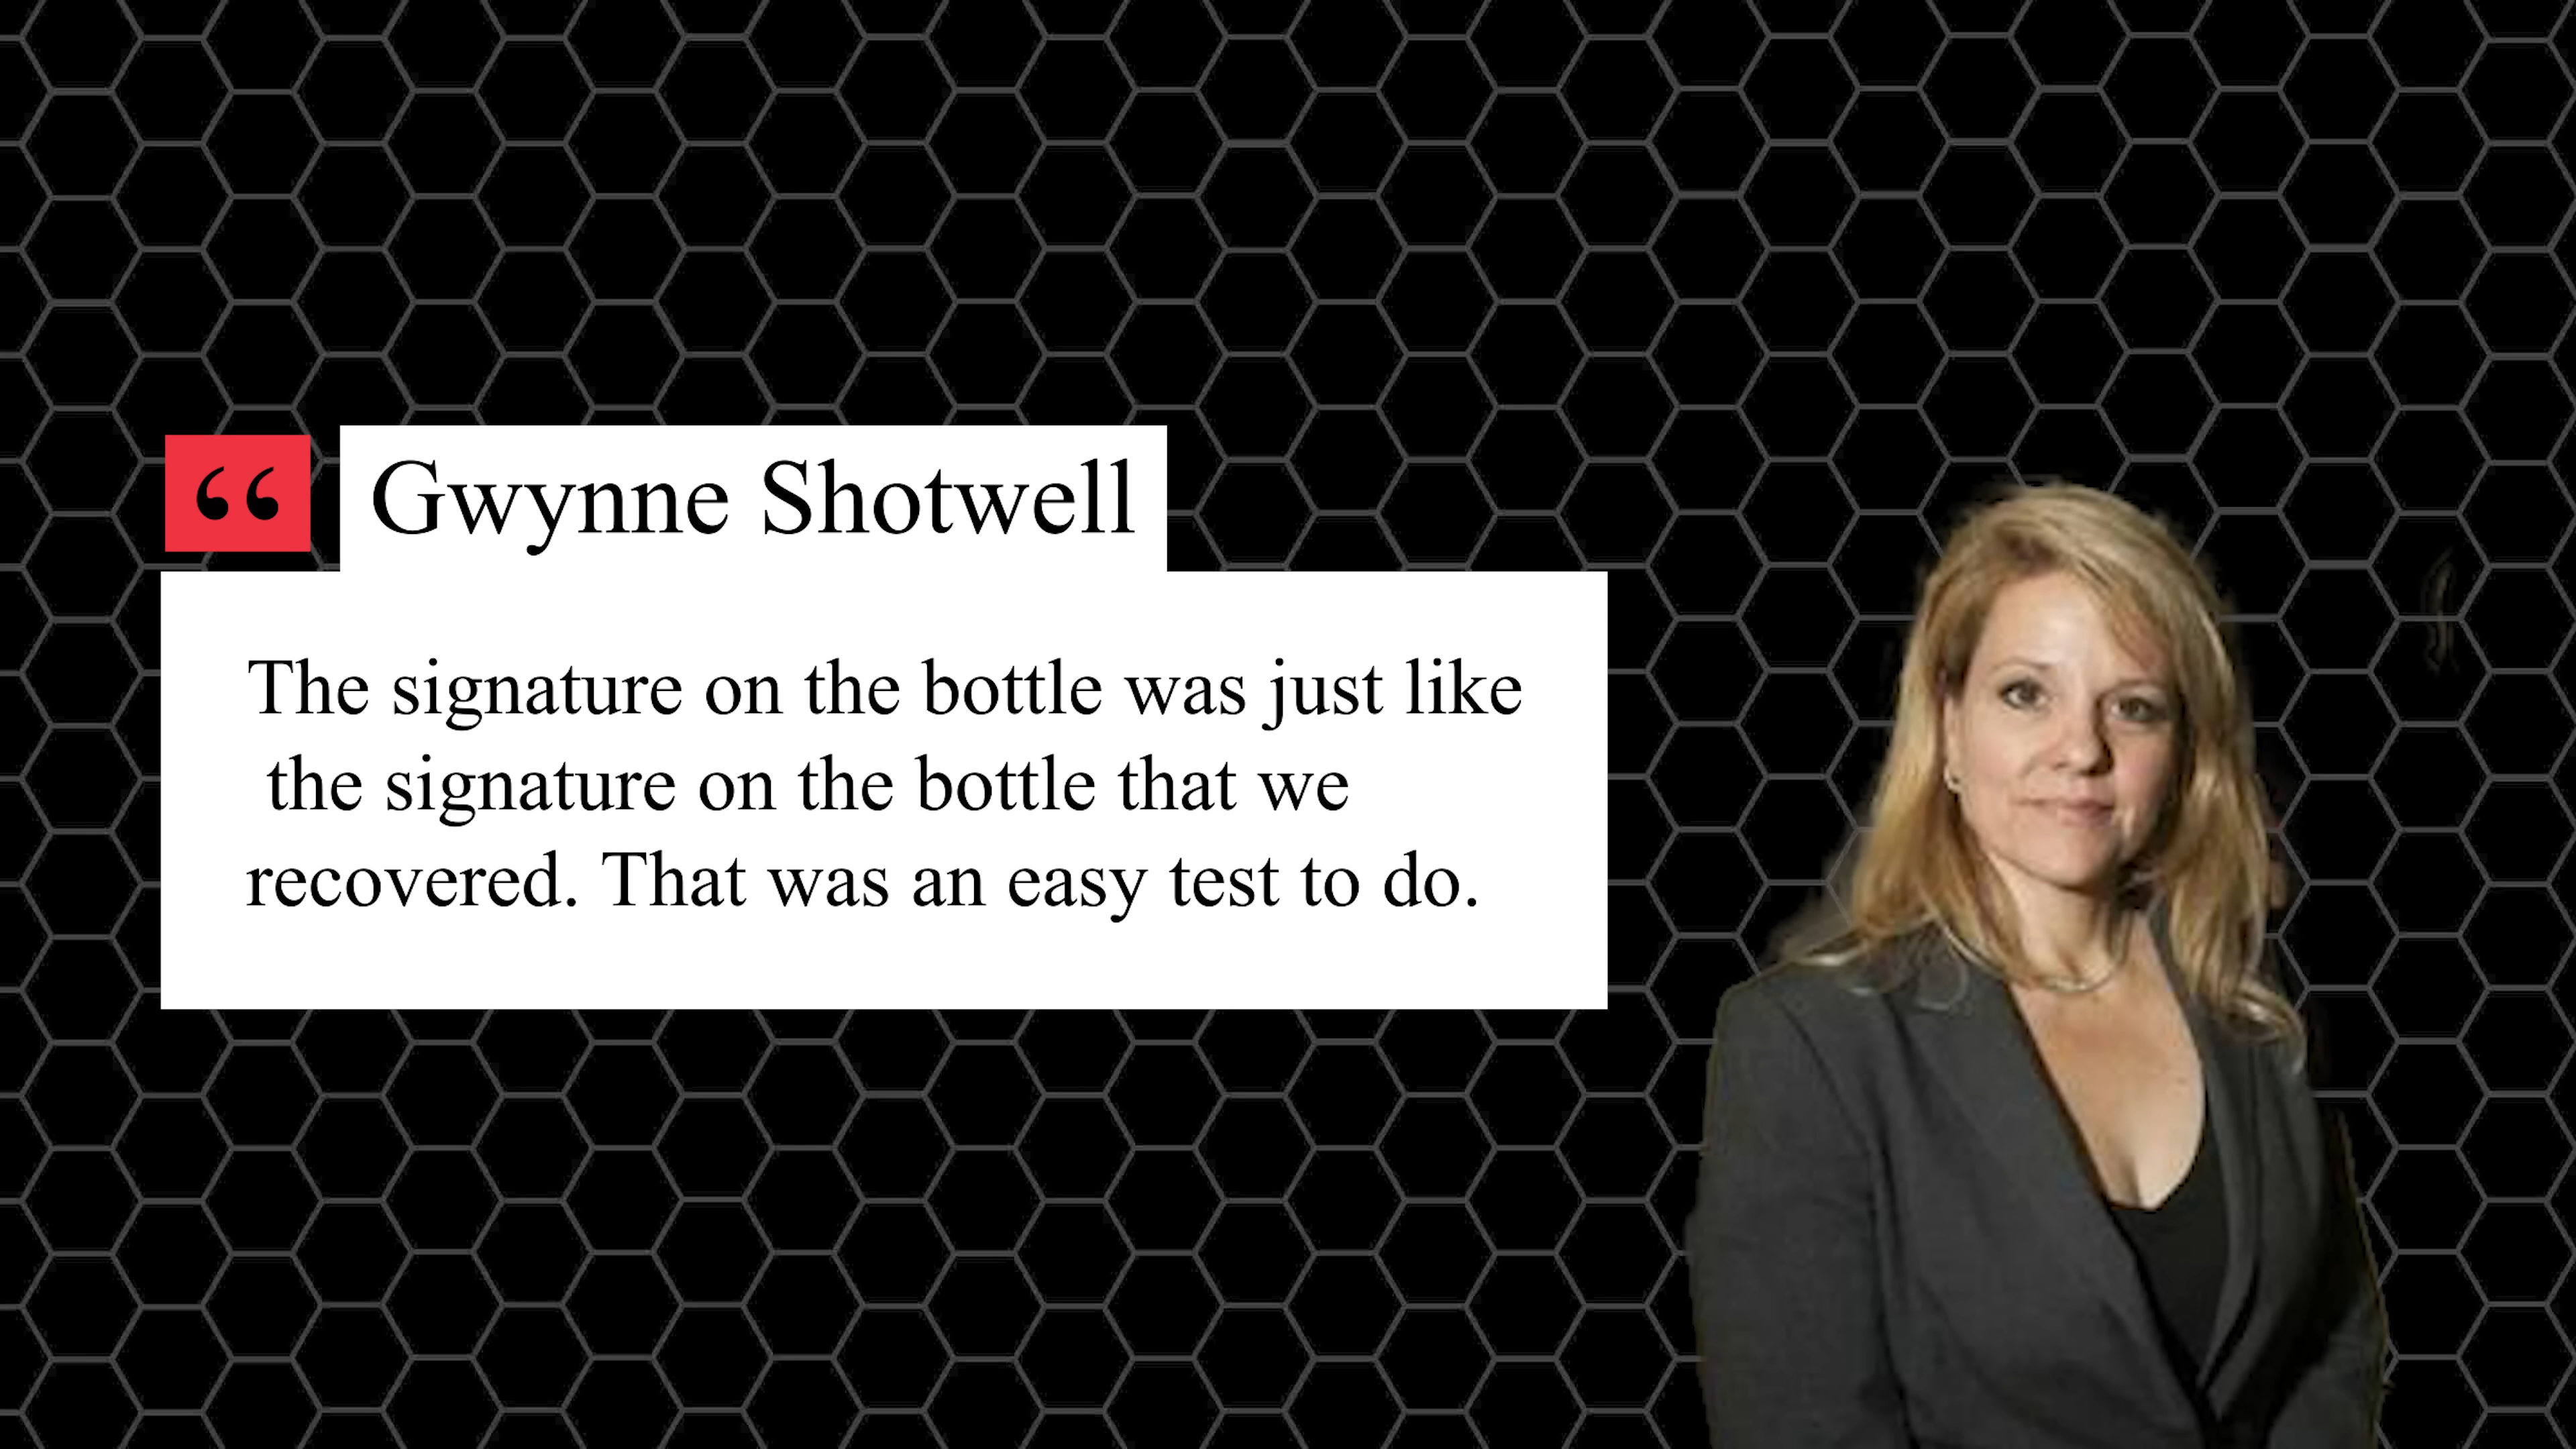 “ Gwynne Shotwell
The signature on the bottle was just like
the signature on the bottle that we
recovered. That was an easy test to do.